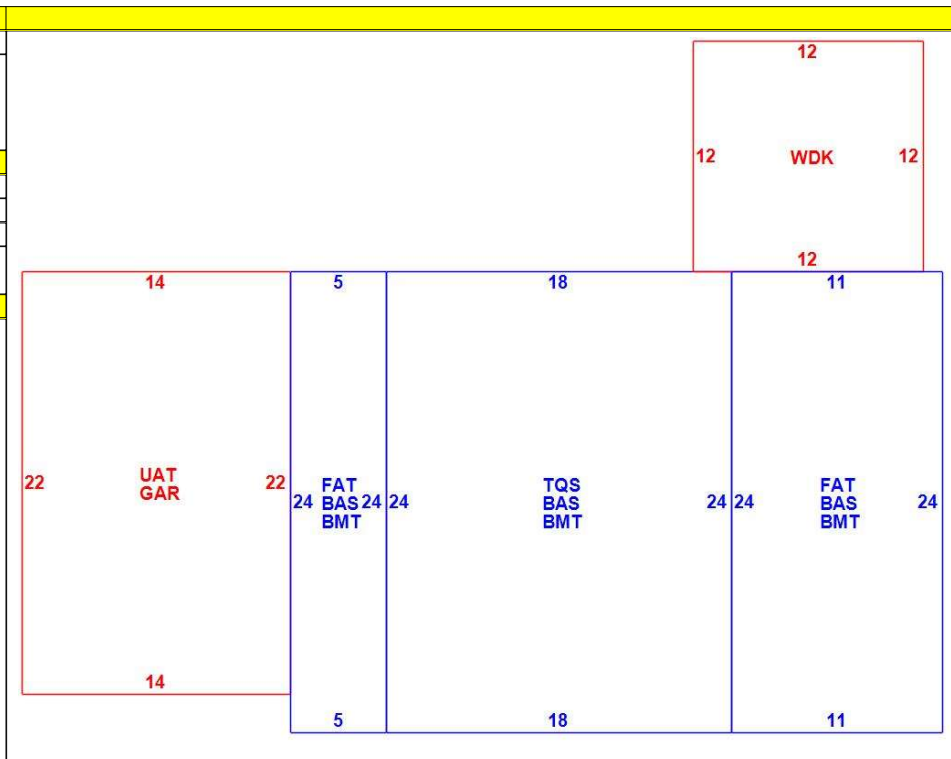 12
12 WDK 12
12
14 5 18 11
22 UAT GAR 22
24 FAT BAS BMT 24
24 TQS BAS BMT 24
24 FAT BAS BMT 24
14
5 18 11